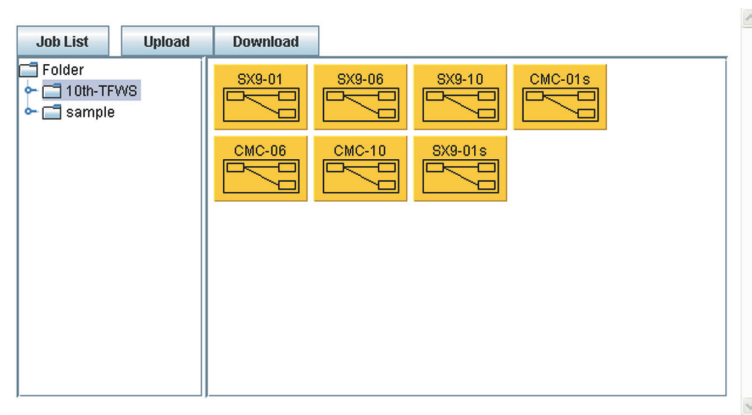 Job List Upload Download
Folder
10th-TFWS
sample
SX9-01 SX9-06 SX9-10 CMC-01s
CMC-06 CMC-10 SX9-01s